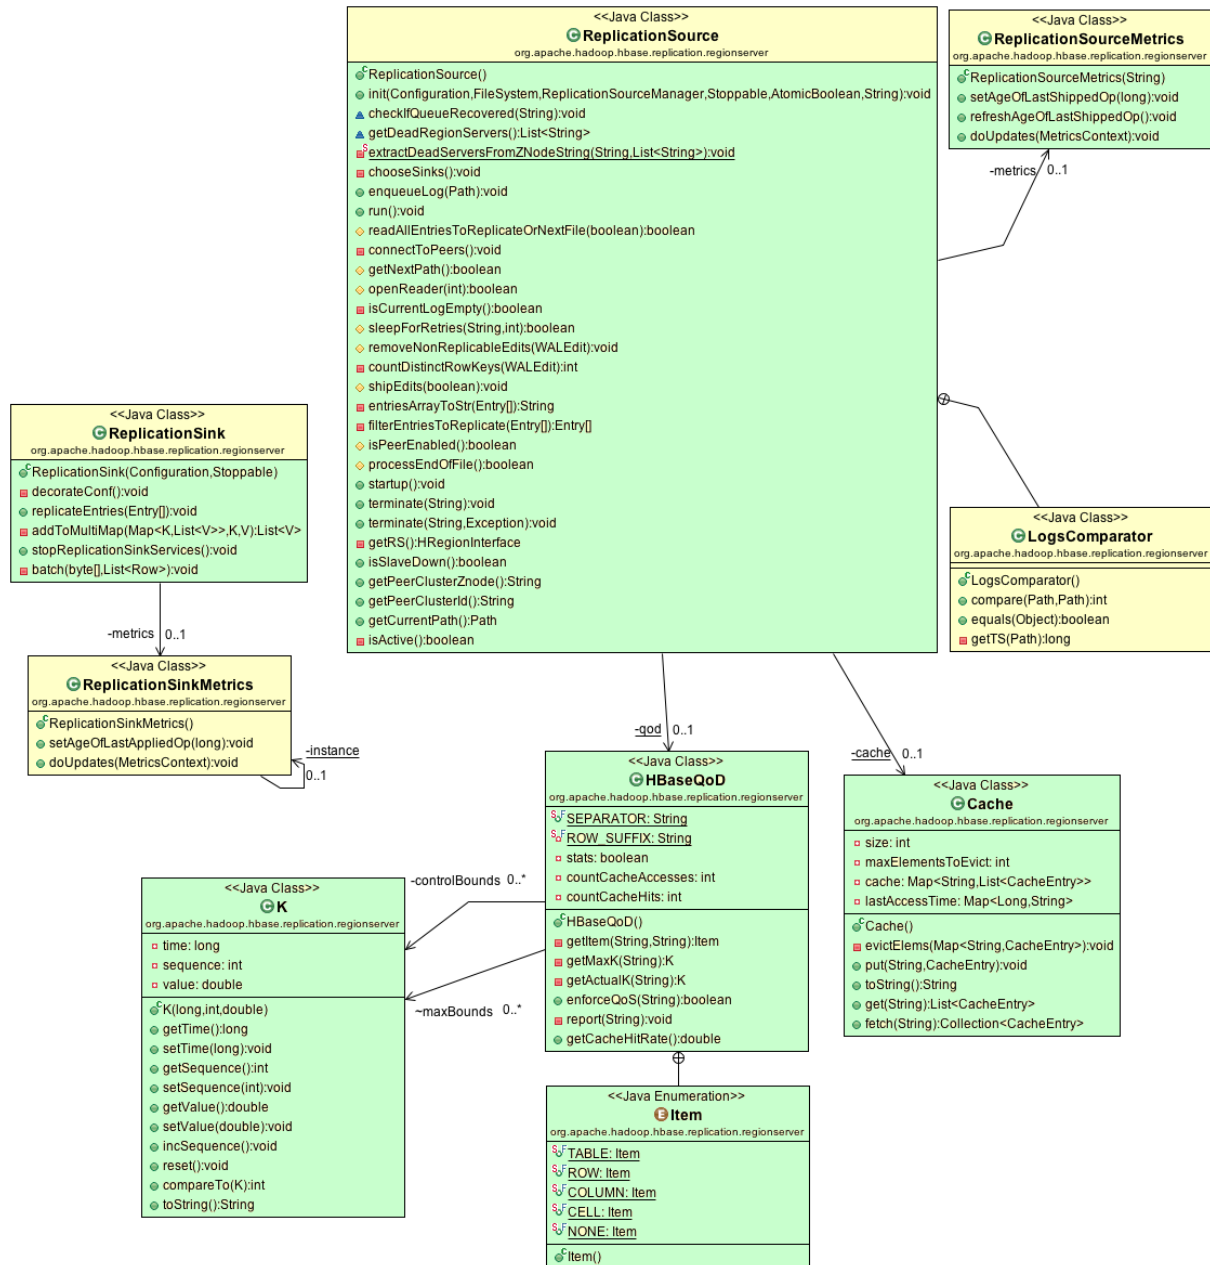 <<Java Class>>
ReplicationSource
org.apache.hadoop.hbase.replication.regionserver
ReplicationSource()
init(Configuration,FileSystem,ReplicationSourceManager,Stoppable,AtomicBoolean,String):void
checkIfQueueRecovered(String):void
getDeadRegionServers():List<String>
extractDeadServersFromZNodeString(String,List<String>):void
chooseSinks():void
enqueueLog(Path):void
run():void
readAllEntriesToReplicateOrNextFile(boolean):boolean
connectToPeers():void
getNextPath():boolean
openReader(int):boolean
isCurrentLogEmpty():boolean
sleepForRetries(String,int):boolean
removeNonReplicableEdits(WALEdit):void
countDistinctRowKeys(WALEdit):int
shipEdits(boolean):void
entriesArrayToStr(Entry[]):String
filterEntriesToReplicate(Entry[]):Entry[]
isPeerEnabled():boolean
processEndOfFile():boolean
startup():void
terminate(String):void
terminate(String,Exception):void
getRS():HRegionInterface
isSlaveDown():boolean
getPeerClusterZnode():String
getPeerClusterId():String
getCurrentPath():Path
isActive():boolean
<<Java Class>>
ReplicationSourceMetrics
org.apache.hadoop.hbase.replication.regionserver
ReplicationSourceMetrics(String)
setAgeOfLastShippedOp(long):void
refreshAgeOfLastShippedOp():void
doUpdates(MetricsContext):void
-metrics 0..1
<<Java Class>>
ReplicationSink
org.apache.hadoop.hbase.replication.regionserver
ReplicationSink(Configuration,Stoppable)
decorateConf():void
replicateEntries(Entry[]):void
addToMultiMap(Map<K,List<V>>,K,V):List<V>
stopReplicationSinkServices():void
batch(byte[],List<Row>):void
-metrics 0..1
<<Java Class>>
LogsComparator
org.apache.hadoop.hbase.replication.regionserver
LogsComparator()
compare(Path,Path):int
equals(Object):boolean
getTS(Path):long
<<Java Class>>
ReplicationSinkMetrics
org.apache.hadoop.hbase.replication.regionserver
ReplicationSinkMetrics()
setAgeOfLastAppliedOp(long):void
doUpdates(MetricsContext):void
-instance
0..1
-qod 0..1
-cache 0..1
<<Java Class>>
HBaseQoD
org.apache.hadoop.hbase.replication.regionserver
SEPARATOR: String
ROW_SUFFIX: String
stats: boolean
countCacheAccesses: int
countCacheHits: int
HBaseQoD()
getItem(String,String):Item
getMaxK(String):K
getActualK(String):K
enforceQoS(String):boolean
report(String):void
getCacheHitRate():double
<<Java Class>>
Cache
org.apache.hadoop.hbase.replication.regionserver
size: int
maxElementsToEvict: int
cache: Map<String,List<CacheEntry>>
lastAccessTime: Map<Long,String>
Cache()
evictElems(Map<String,CacheEntry>):void
put(String,CacheEntry):void
toString():String
get(String):List<CacheEntry>
fetch(String):Collection<CacheEntry>
-controlBounds 0..*
~maxBounds 0..*
<<Java Class>>
K
org.apache.hadoop.hbase.replication.regionserver
time: long
sequence: int
value: double
K(long,int,double)
getTime():long
setTime(long):void
getSequence():int
setSequence(int):void
getValue():double
setValue(double):void
incSequence():void
reset():void
compareTo(K):int
toString():String
<<Java Enumeration>>
Item
org.apache.hadoop.hbase.replication.regionserver
TABLE: Item
ROW: Item
COLUMN: Item
CELL: Item
NONE: Item
Item()